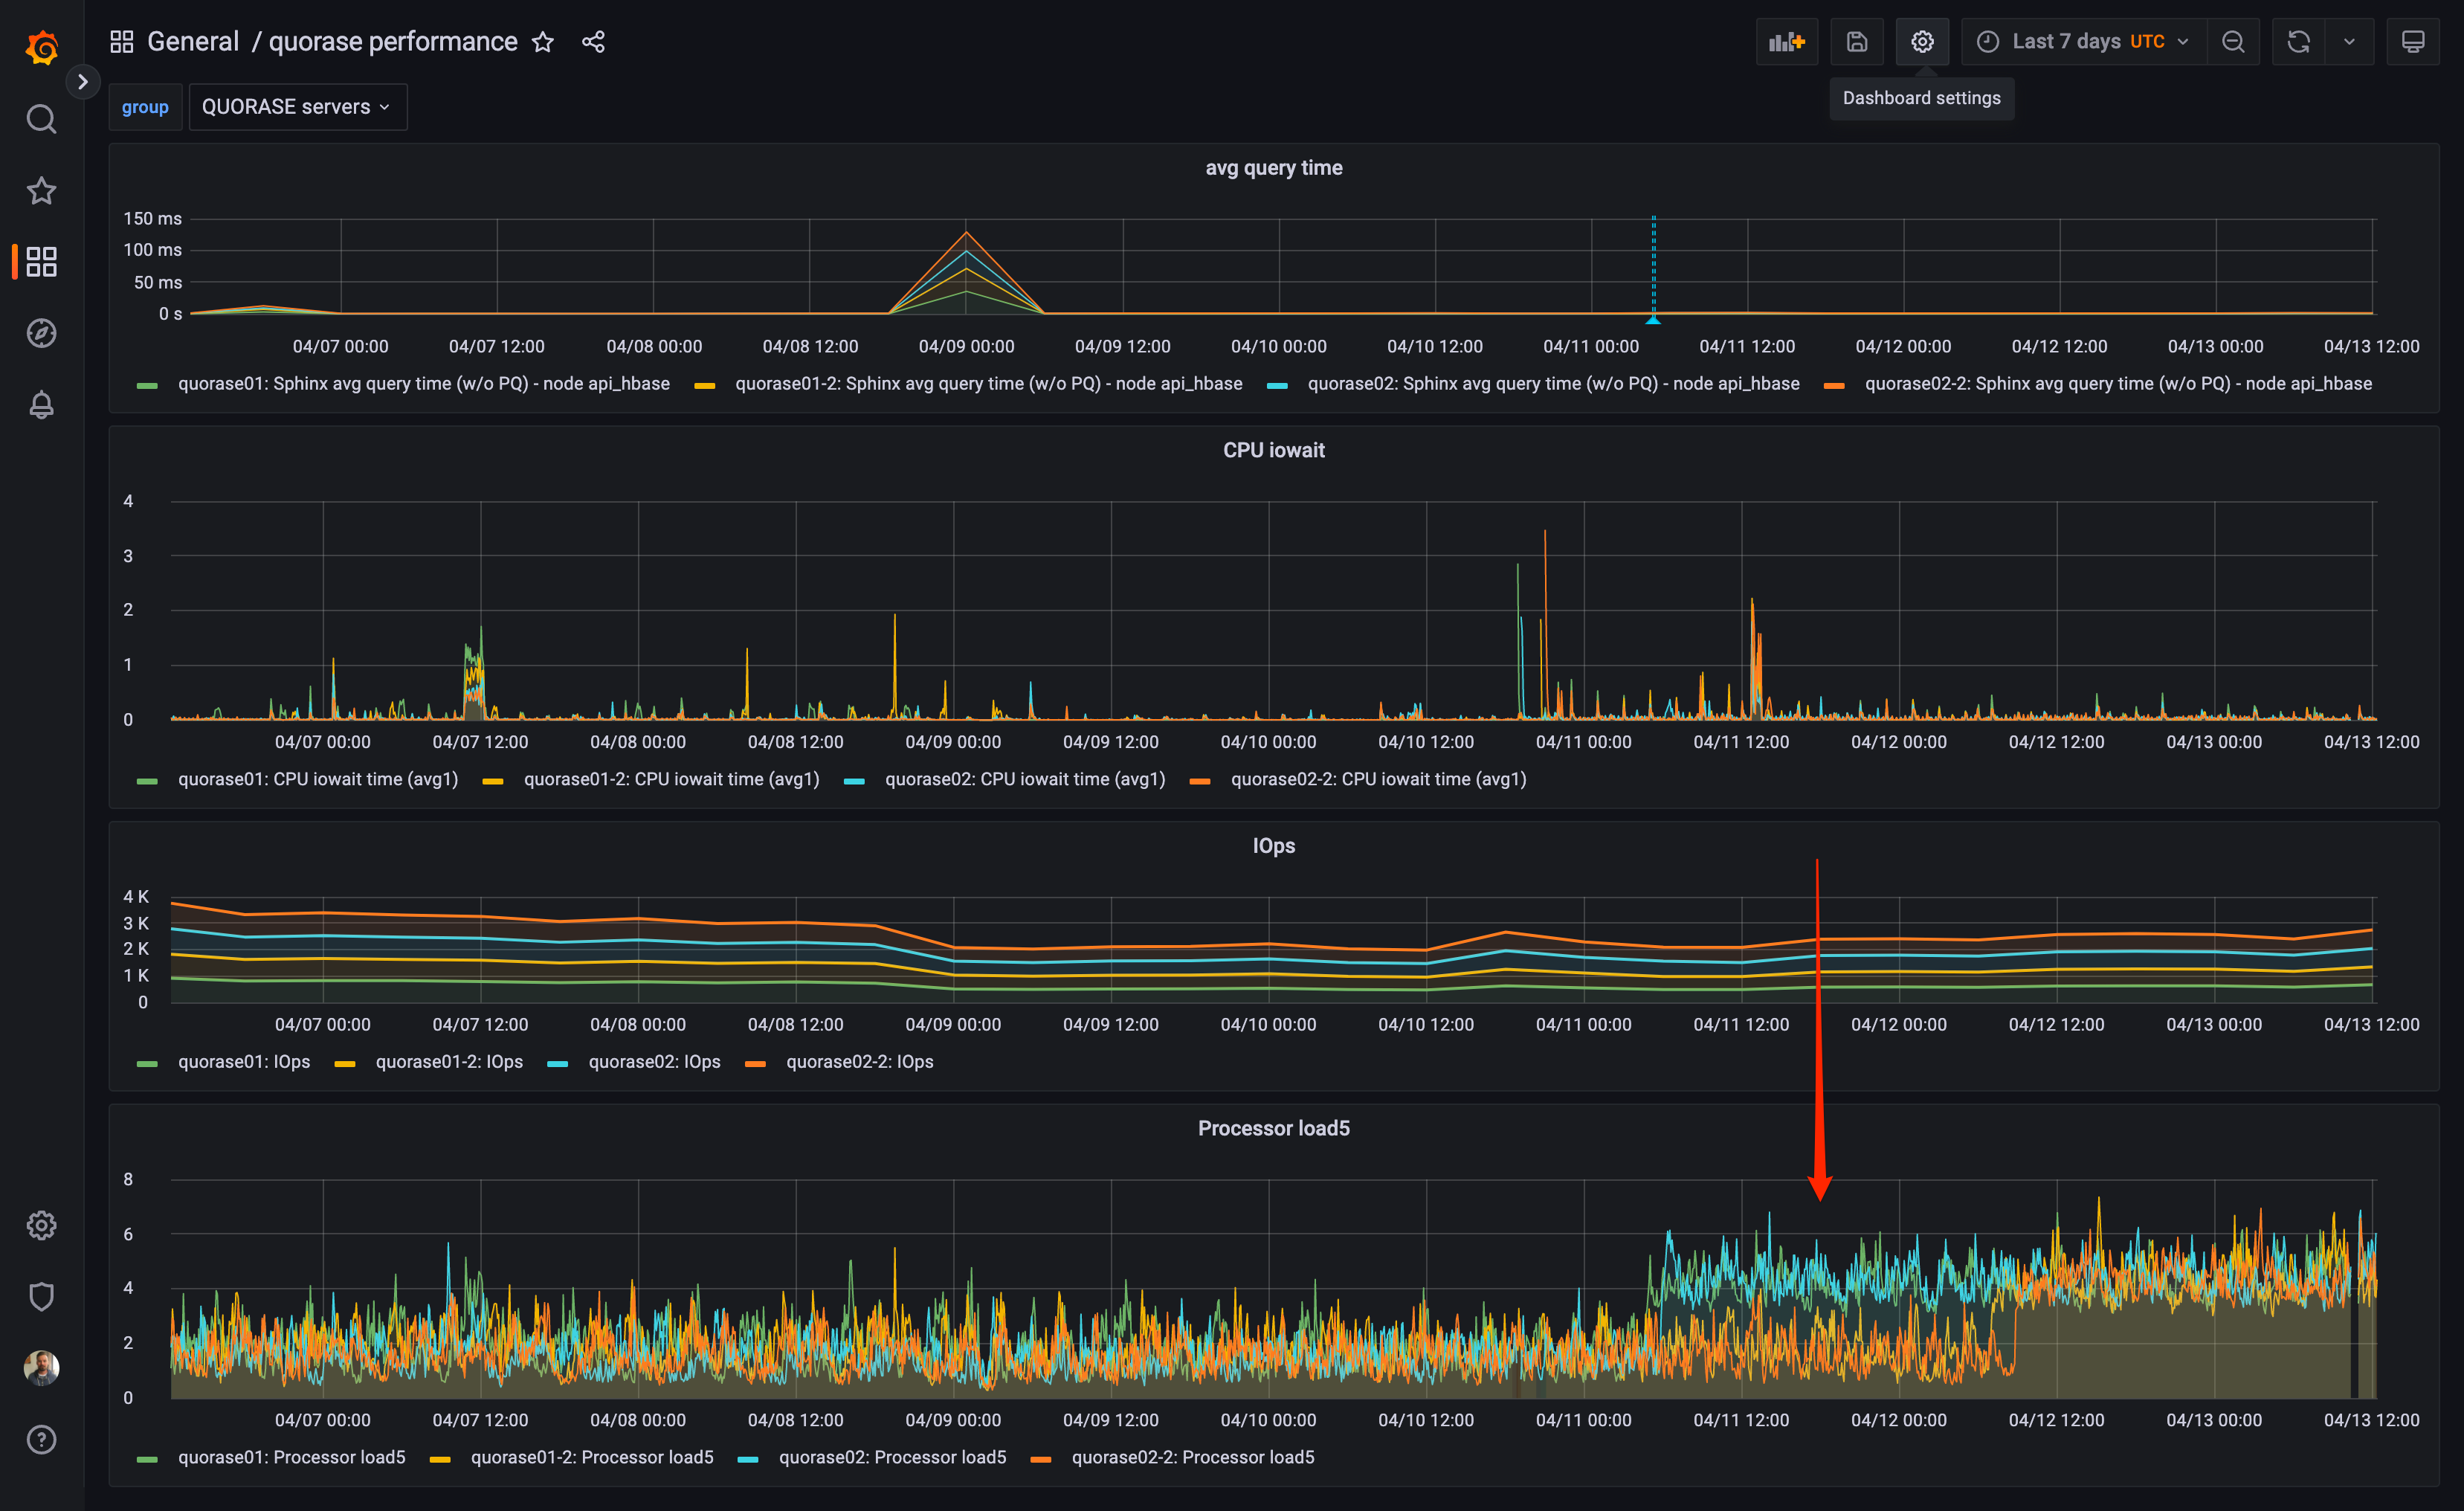 General / quorase performance
Last 7 days UTC
Dashboard settings
group QUORASE servers
avg query time
150 ms
100 ms
50 ms
0 s
04/07 00:00 04/07 12:00 04/08 00:00 04/08 12:00 04/09 00:00 04/09 12:00 04/10 00:00 04/10 12:00 04/11 00:00 04/11 12:00 04/12 00:00 04/12 12:00 04/13 00:00 04/13 12:00
quorase01: Sphinx avg query time (w/o PQ) - node api_hbase quorase01-2: Sphinx avg query time (w/o PQ) - node api_hbase quorase02: Sphinx avg query time (w/o PQ) - node api_hbase quorase02-2: Sphinx avg query time (w/o PQ) - node api_hbase
CPU iowait
4
3
2
1
0
04/07 00:00 04/07 12:00 04/08 00:00 04/08 12:00 04/09 00:00 04/09 12:00 04/10 00:00 04/10 12:00 04/11 00:00 04/11 12:00 04/12 00:00 04/12 12:00 04/13 00:00 04/13 12:00
quorase01: CPU iowait time (avg1) quorase01-2: CPU iowait time (avg1) quorase02: CPU iowait time (avg1) quorase02-2: CPU iowait time (avg1)
IOps
4 K
3 K
2 K
1 K
0
04/07 00:00 04/07 12:00 04/08 00:00 04/08 12:00 04/09 00:00 04/09 12:00 04/10 00:00 04/10 12:00 04/11 00:00 04/11 12:00 04/12 00:00 04/12 12:00 04/13 00:00 04/13 12:00
quorase01: IOps quorase01-2: IOps quorase02: IOps quorase02-2: IOps
Processor load5
8
6
4
2
0
04/07 00:00 04/07 12:00 04/08 00:00 04/08 12:00 04/09 00:00 04/09 12:00 04/10 00:00 04/10 12:00 04/11 00:00 04/11 12:00 04/12 00:00 04/12 12:00 04/13 00:00 04/13 12:00
quorase01: Processor load5 quorase01-2: Processor load5 quorase02: Processor load5 quorase02-2: Processor load5